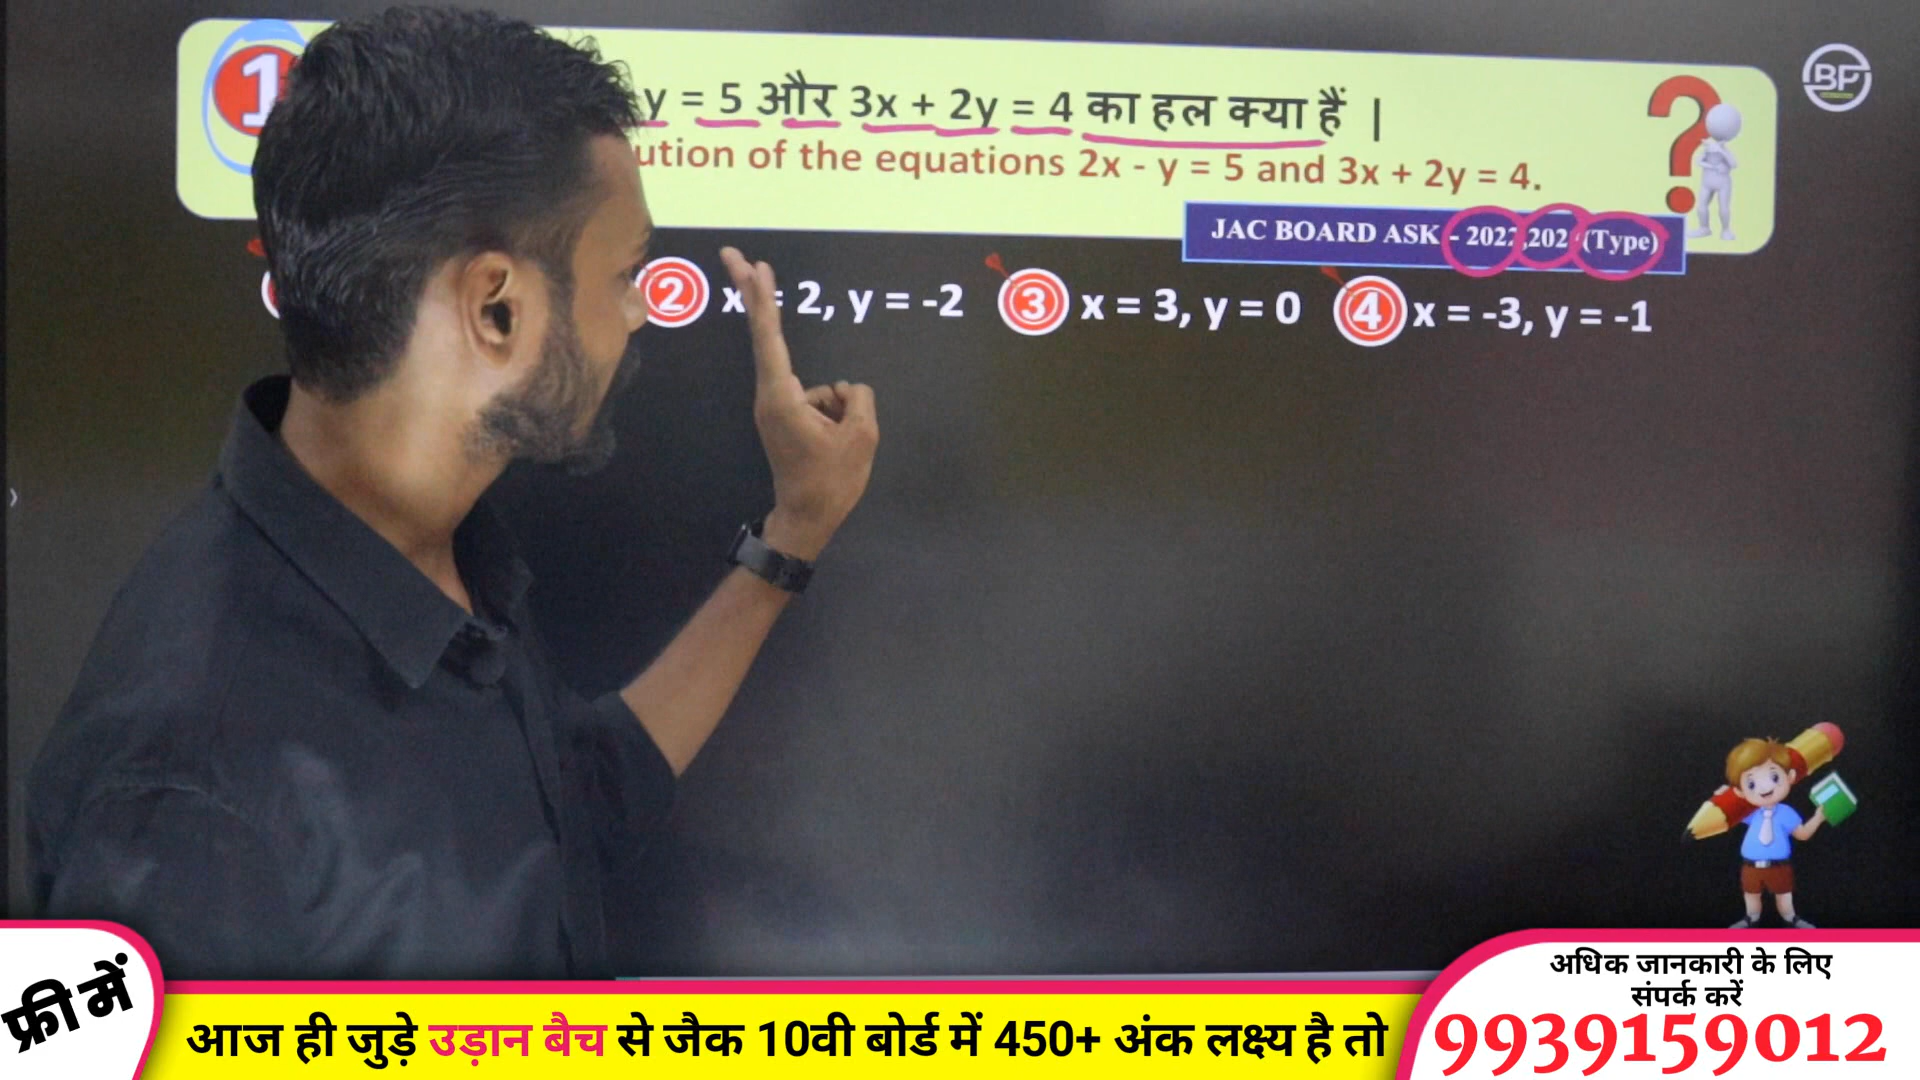 1
y = 5 और 3x + 2y = 4 का हल क्या हैं |
ution of the equations 2x - y = 5 and 3x + 2y = 4.
JAC BOARD ASK - 2022,202 (Type)
2 x = 2, y = -2 3 x = 3, y = 0 4 x = -3, y = -1
BP
फ्री में
आज ही जुड़े उड़ान बैच से जैक 10वी बोर्ड में 450+ अंक लक्ष्य है तो
अधिक जानकारी के लिए
संपर्क करें
9939159012